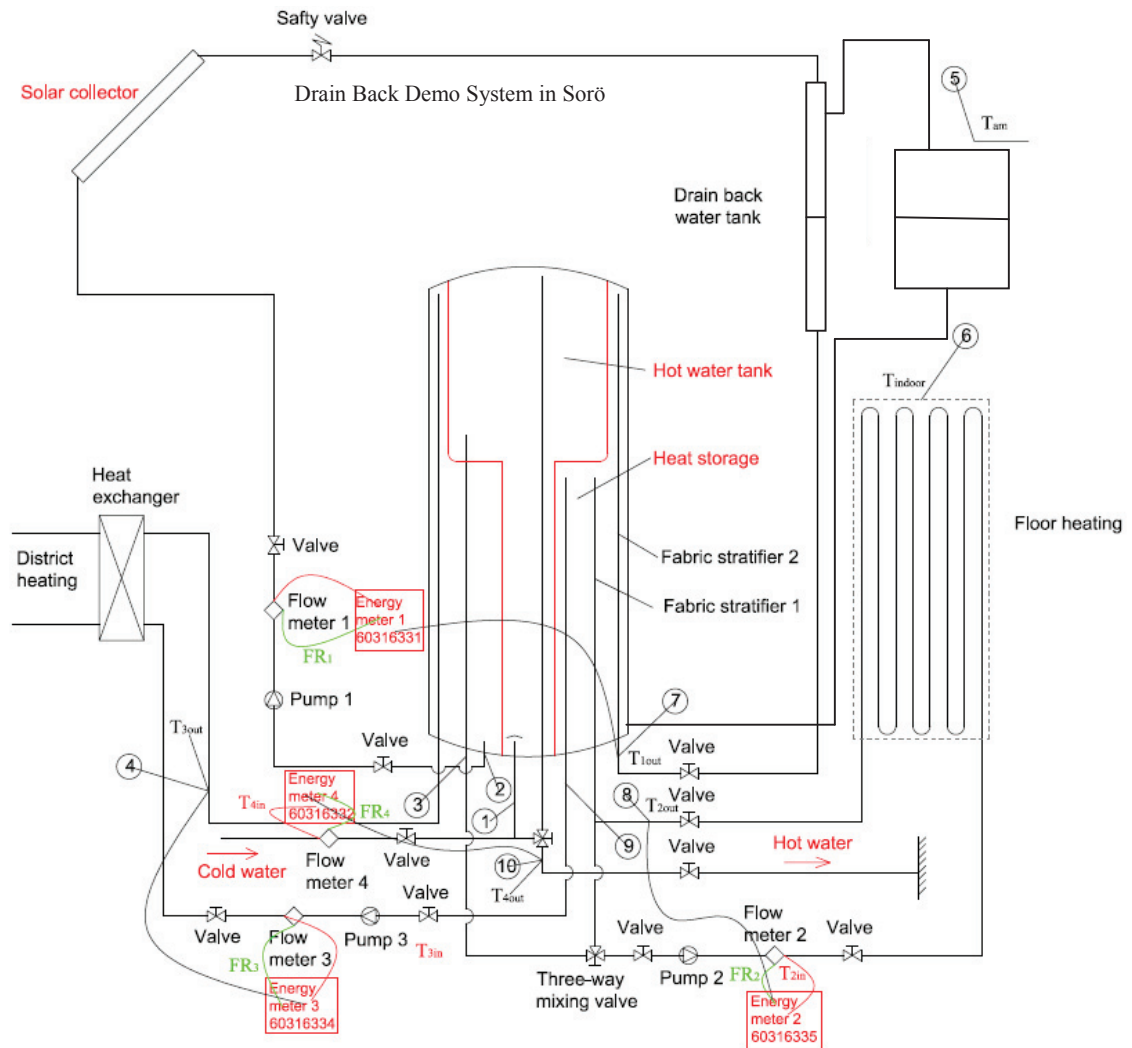 Safty valve
Solar collector
Drain Back Demo System in Sorö
5
Tam
Drain back
water tank
6
Tindoor
Hot water tank
Heat storage
Heat
exchanger
District
heating
Valve
Floor heating
Fabric stratifier 2
Fabric stratifier 1
Flow
meter 1
Energy
meter 1
60316331
FR1
Pump 1
T3out
4
Valve
3
2
7
T1out
Valve
Energy
meter 4
60316332
T4in
FR4
1
8
T2out
Valve
9
Valve
Cold water
Flow
meter 4
Valve
10
T4out
Hot water
Valve
Flow
meter 3
Pump 3
Valve
T3in
FR3
Energy
meter 3
60316334
Three-way
mixing valve
Valve
Pump 2
Flow
meter 2
Valve
FR2
T2in
Energy
meter 2
60316335